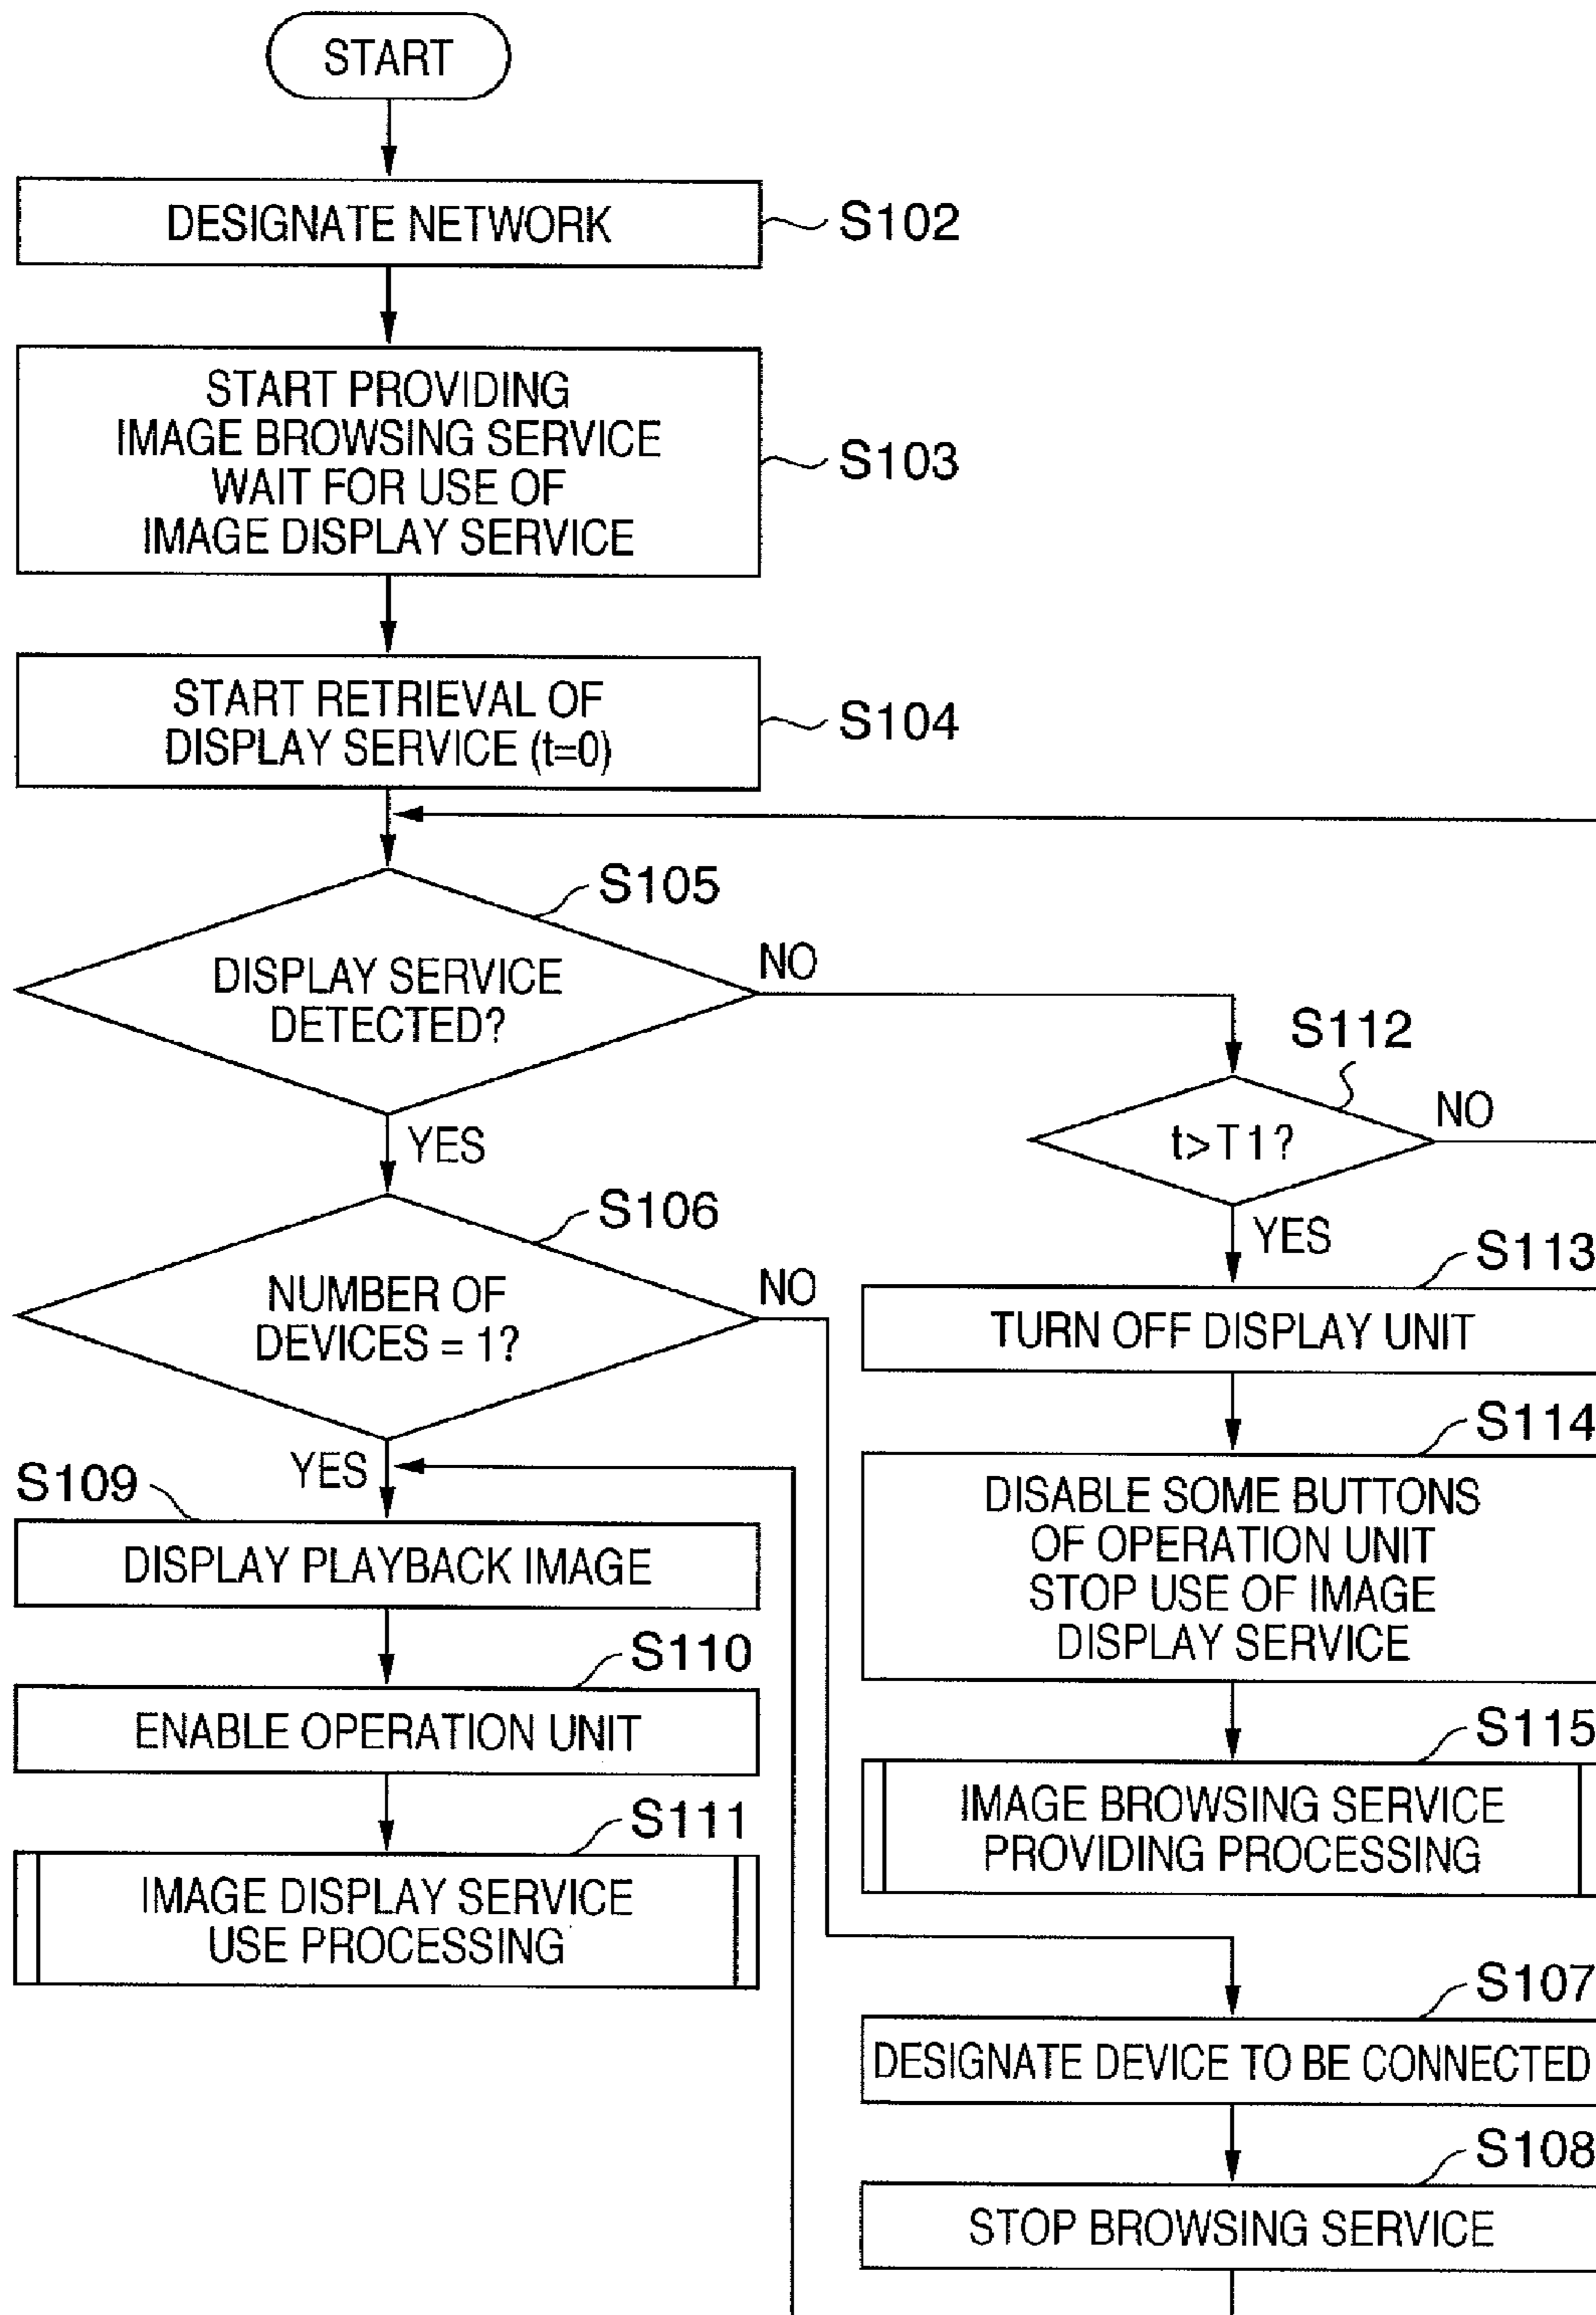 START
DESIGNATE NETWORK
S102
START PROVIDING
IMAGE BROWSING SERVICE
WAIT FOR USE OF
IMAGE DISPLAY SERVICE
S103
START RETRIEVAL OF
DISPLAY SERVICE (t=0)
S104
S105
DISPLAY SERVICE
DETECTED?
NO
YES
S112
t>T1?
NO
YES
S106
NUMBER OF
DEVICES = 1?
NO
YES
S113
TURN OFF DISPLAY UNIT
S114
DISABLE SOME BUTTONS
OF OPERATION UNIT
STOP USE OF IMAGE
DISPLAY SERVICE
S115
IMAGE BROWSING SERVICE
PROVIDING PROCESSING
S109
DISPLAY PLAYBACK IMAGE
S110
ENABLE OPERATION UNIT
S111
IMAGE DISPLAY SERVICE
USE PROCESSING
S107
DESIGNATE DEVICE TO BE CONNECTED
S108
STOP BROWSING SERVICE